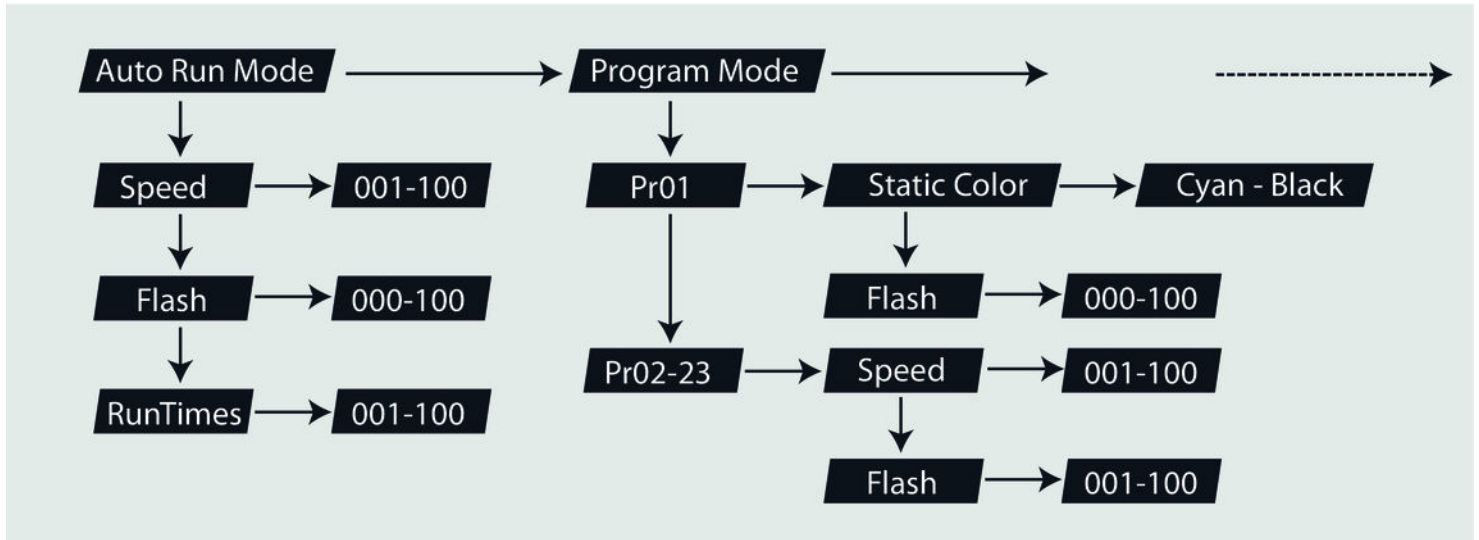 Auto Run Mode
Program Mode
Speed
001-100
Pr01
Static Color
Cyan - Black
Flash
000-100
Flash
000-100
Pr02-23
Speed
001-100
RunTimes
001-100
Flash
001-100